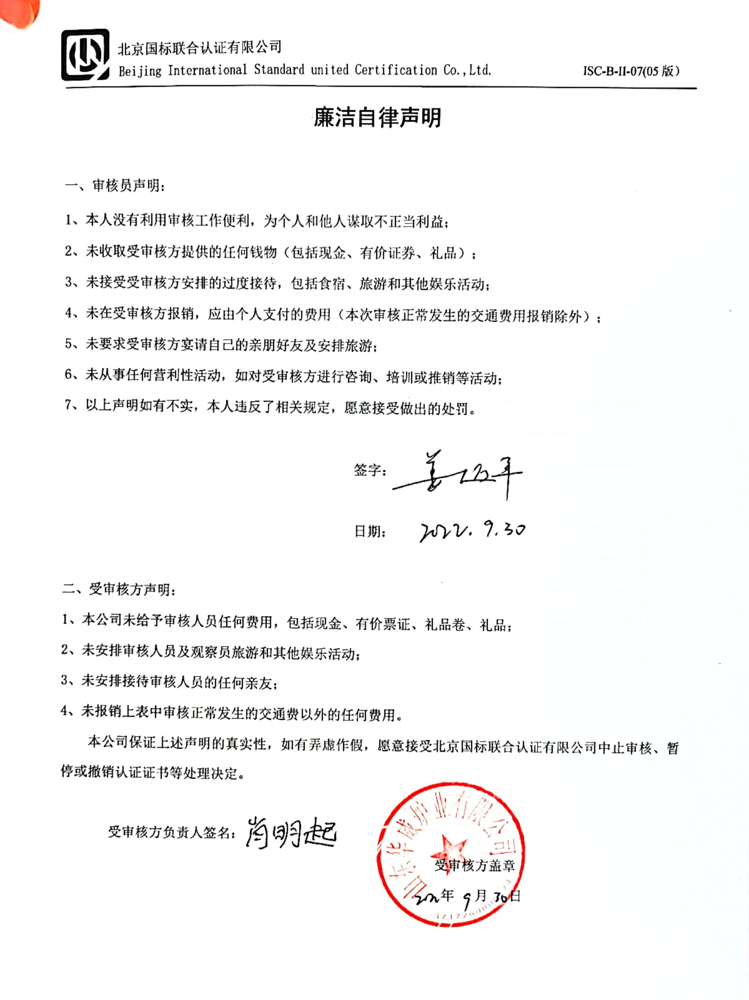 北京国标联合认证有限公司
Beijing International Standard united Certification Co.,Ltd.
ISC-B-II-07(05版)
廉洁自律声明
一、审核员声明：
1、本人没有利用审核工作便利，为个人和他人谋取不正当利益；
2、未收取受审核方提供的任何钱物（包括现金、有价证券、礼品）；
3、未接受受审核方安排的过度接待，包括食宿、旅游和其他娱乐活动；
4、未在受审核方报销，应由个人支付的费用（本次审核正常发生的交通费用报销除外）；
5、未要求受审核方宴请自己的亲朋好友及安排旅游；
6、未从事任何营利性活动，如对受审核方进行咨询、培训或推销等活动；
7、以上声明如有不实，本人违反了相关规定，愿意接受做出的处罚。
签字：
日期： 2022.9.30
二、受审核方声明：
1、本公司未给予审核人员任何费用，包括现金、有价票证、礼品卷、礼品；
2、未安排审核人员及观察员旅游和其他娱乐活动；
3、未安排接待审核人员的任何亲友；
4、未报销上表中审核正常发生的交通费以外的任何费用。
本公司保证上述声明的真实性，如有弄虚作假，愿意接受北京国标联合认证有限公司中止审核、暂
停或撤销认证证书等处理决定。
受审核方负责人签名：肖明起
山东华威炉业有限公司
受审核方盖章
2022年9月30日